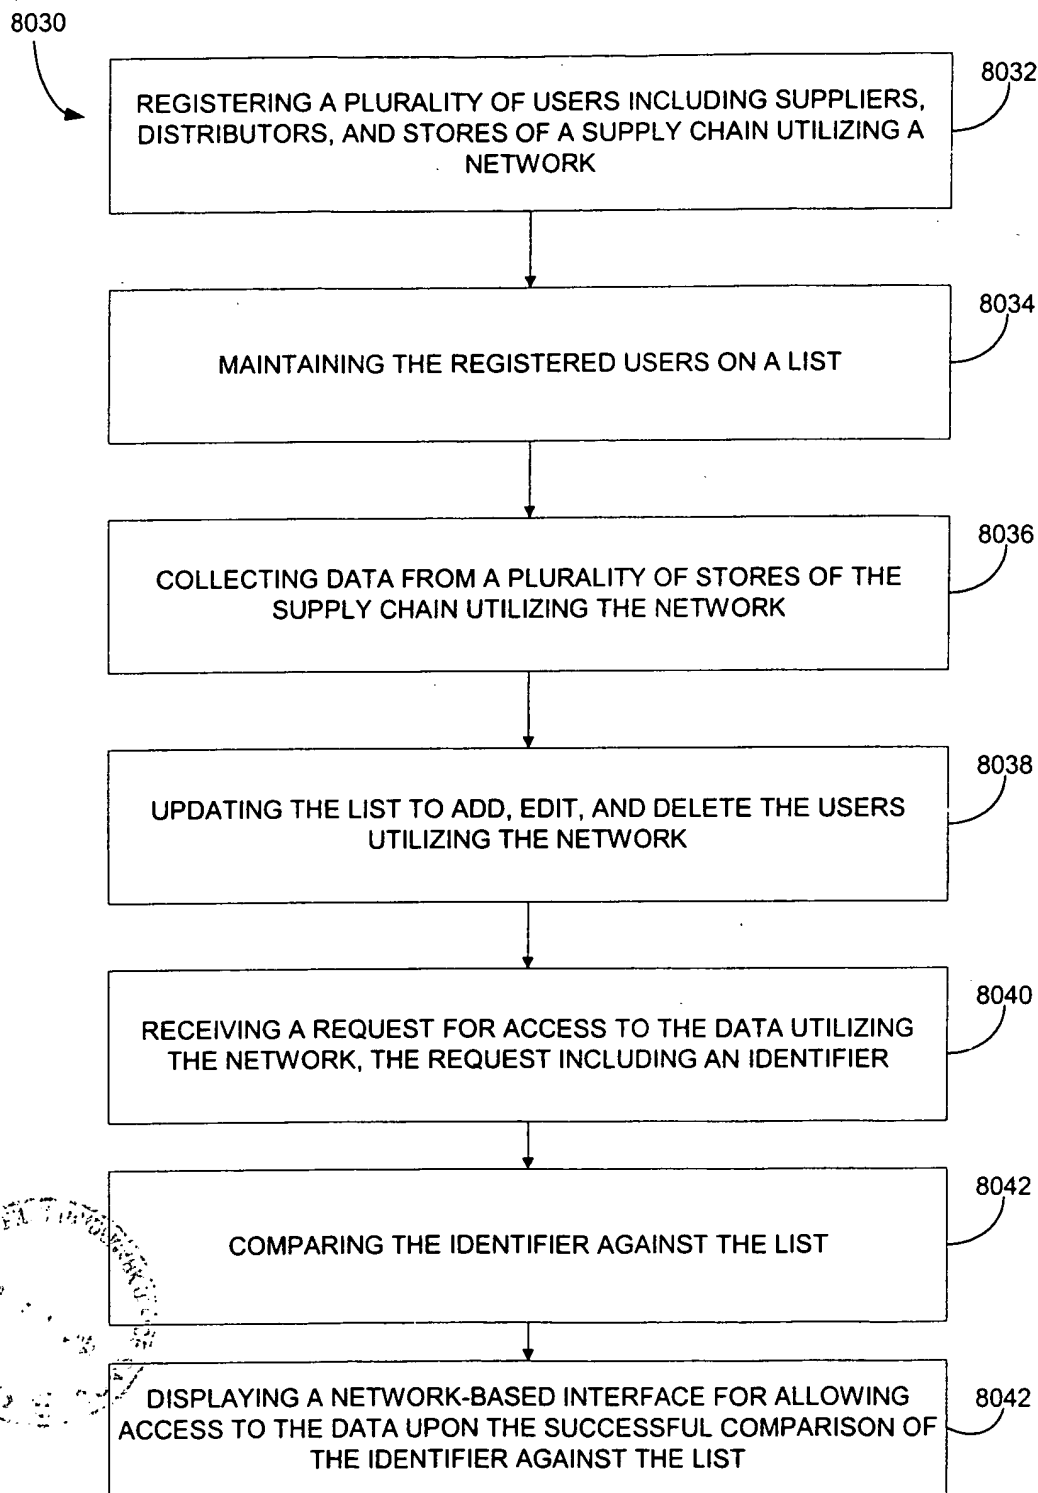 8030
8032
REGISTERING A PLURALITY OF USERS INCLUDING SUPPLIERS,
DISTRIBUTORS, AND STORES OF A SUPPLY CHAIN UTILIZING A
NETWORK
8034
MAINTAINING THE REGISTERED USERS ON A LIST
8036
COLLECTING DATA FROM A PLURALITY OF STORES OF THE
SUPPLY CHAIN UTILIZING THE NETWORK
8038
UPDATING THE LIST TO ADD, EDIT, AND DELETE THE USERS
UTILIZING THE NETWORK
8040
RECEIVING A REQUEST FOR ACCESS TO THE DATA UTILIZING
THE NETWORK, THE REQUEST INCLUDING AN IDENTIFIER
8042
COMPARING THE IDENTIFIER AGAINST THE LIST
8042
DISPLAYING A NETWORK-BASED INTERFACE FOR ALLOWING
ACCESS TO THE DATA UPON THE SUCCESSFUL COMPARISON OF
THE IDENTIFIER AGAINST THE LIST